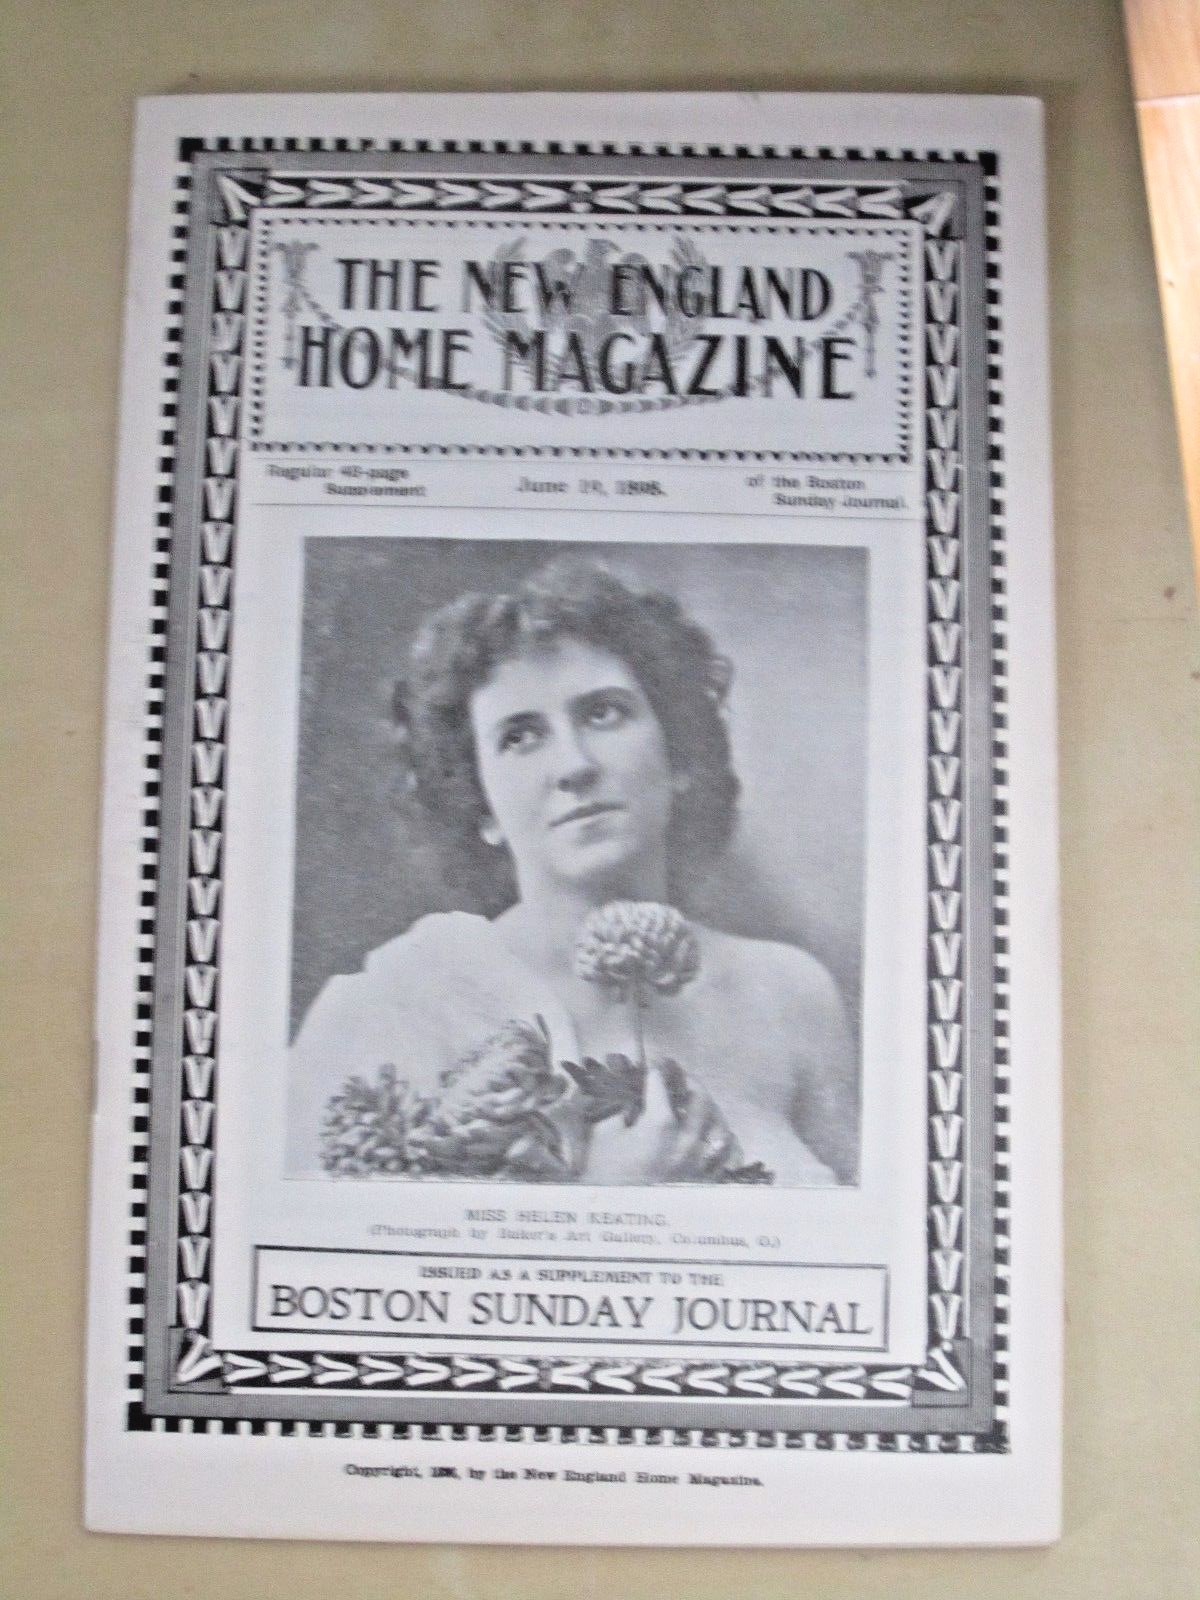 THE NEW ENGLAND
HOME MAGAZINE
Regular 48-page
Supplement
June 19, 1898.
of the Boston
Sunday Journal.
MISS HELEN KEATING.
(Photograph by Baker's Art Gallery, Columbus, O.)
ISSUED AS A SUPPLEMENT TO THE
BOSTON SUNDAY JOURNAL
Copyright, by the New England Home Magazine.